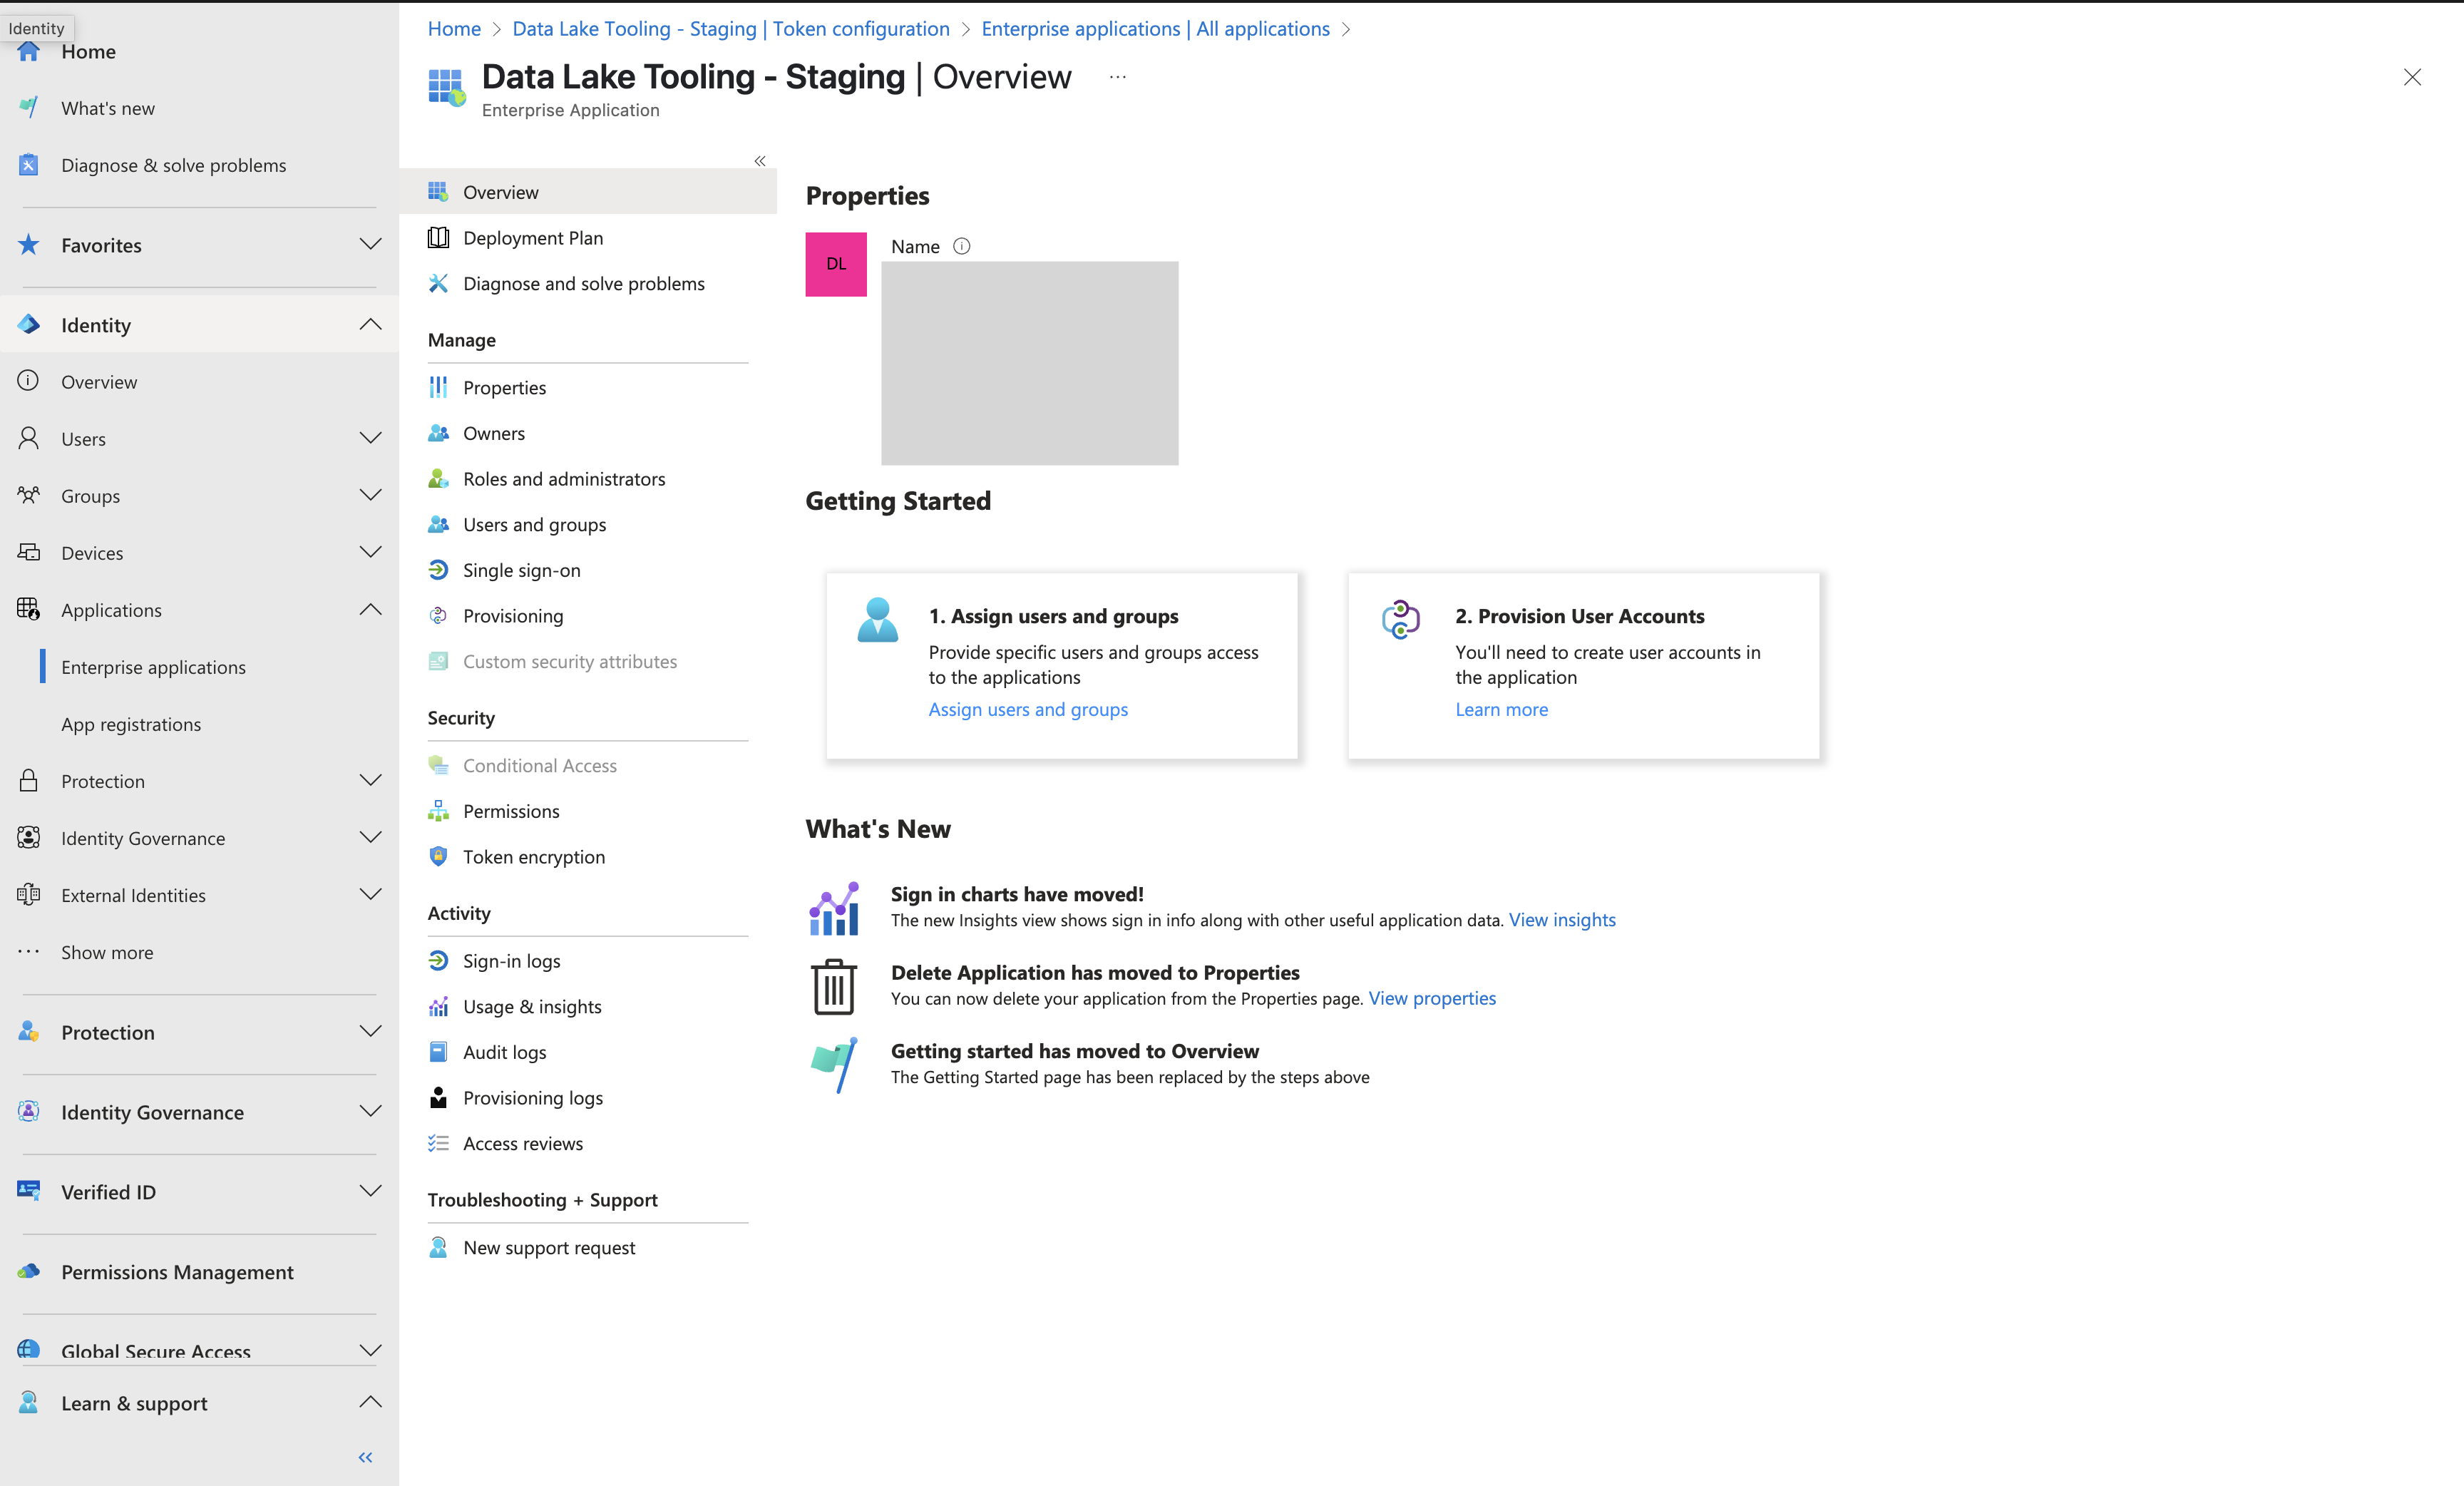 Identity
Home
What's new
Diagnose & solve problems
Favorites
Identity
Overview
Users
Groups
Devices
Applications
Enterprise applications
App registrations
Protection
Identity Governance
External Identities
Show more
Protection
Identity Governance
Verified ID
Permissions Management
Global Secure Access
Learn & support
Home > Data Lake Tooling - Staging | Token configuration > Enterprise applications | All applications >
Data Lake Tooling - Staging | Overview ...
Enterprise Application
Overview
Deployment Plan
Diagnose and solve problems
Manage
Properties
Owners
Roles and administrators
Users and groups
Single sign-on
Provisioning
Custom security attributes
Security
Conditional Access
Permissions
Token encryption
Activity
Sign-in logs
Usage & insights
Audit logs
Provisioning logs
Access reviews
Troubleshooting + Support
New support request
Properties
DL
Name
Getting Started
1. Assign users and groups
Provide specific users and groups access
to the applications
Assign users and groups
2. Provision User Accounts
You'll need to create user accounts in
the application
Learn more
What's New
Sign in charts have moved!
The new Insights view shows sign in info along with other useful application data. View insights
Delete Application has moved to Properties
You can now delete your application from the Properties page. View properties
Getting started has moved to Overview
The Getting Started page has been replaced by the steps above